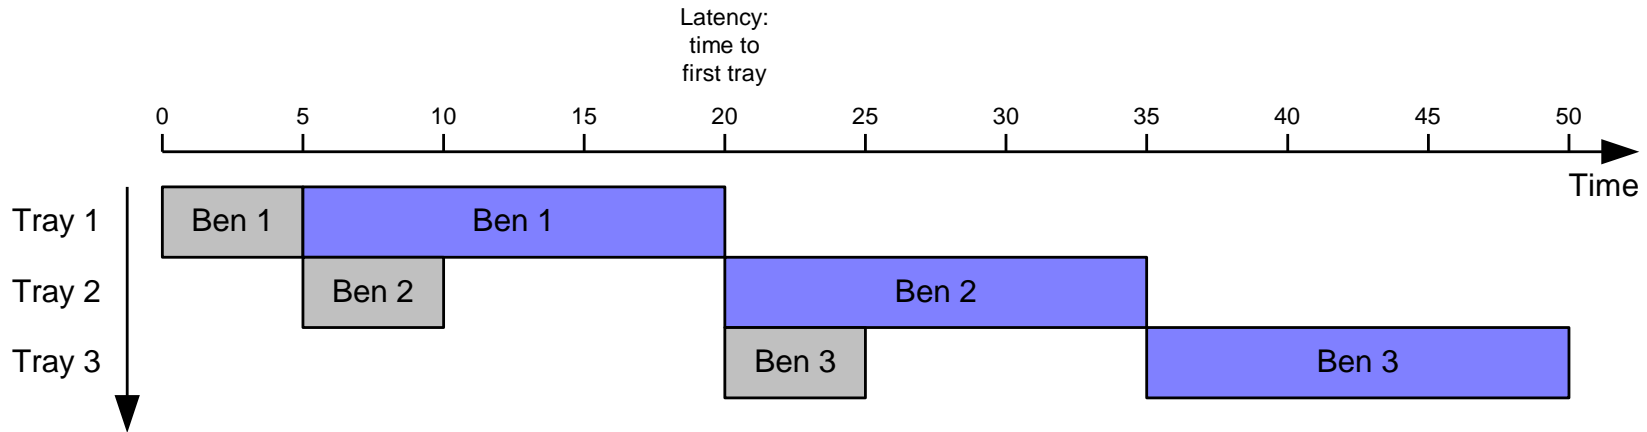 Latency:
time to
first tray
0 5 10 15 20 25 30 35 40 45 50
Time
Tray 1 Ben 1 Ben 1
Tray 2 Ben 2 Ben 2
Tray 3 Ben 3 Ben 3